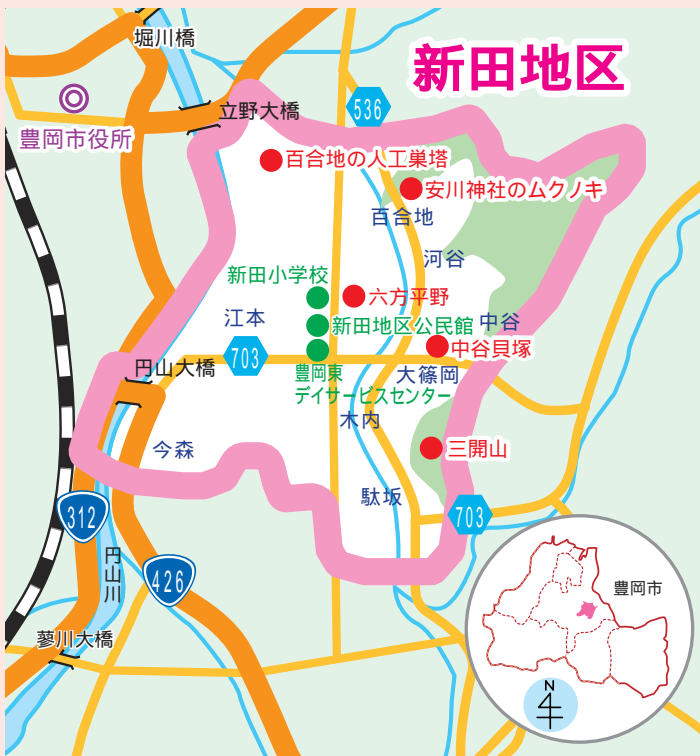 堀川橋
新田地区
536
立野大橋
豊岡市役所
百合地の人工巣塔
安川神社のムクノキ
百合地
河谷
新田小学校
六方平野
江本
新田地区公民館
中谷
中谷貝塚
703
円山大橋
豊岡東
デイサービスセンター
大篠岡
木内
今森
三開山
駄坂
703
312
円山川
426
豊岡市
蓼川大橋
N